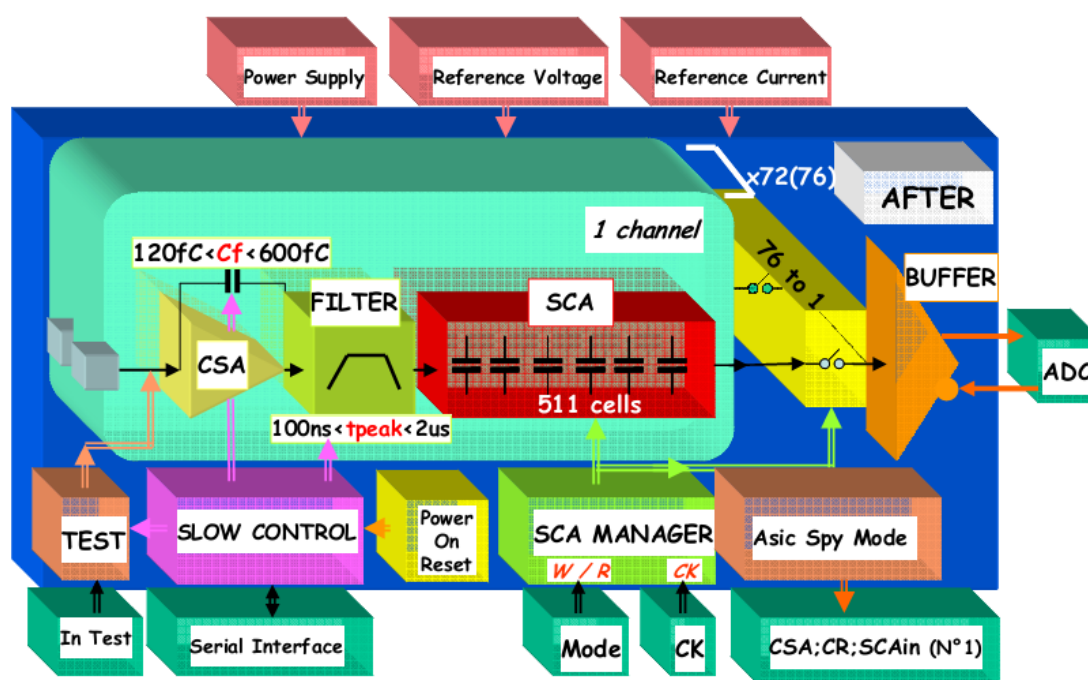 Power Supply
Reference Voltage
Reference Current
x72(76)
AFTER
1 channel
120fC<Cf<600fC
76 to 1
BUFFER
FILTER
SCA
CSA
ADC
511 cells
100ns<tpeak<2us
TEST
SLOW CONTROL
Power
On
Reset
SCA MANAGER
W / R
CK
Asic Spy Mode
In Test
Serial Interface
Mode
CK
CSA;CR;SCAin (N°1)